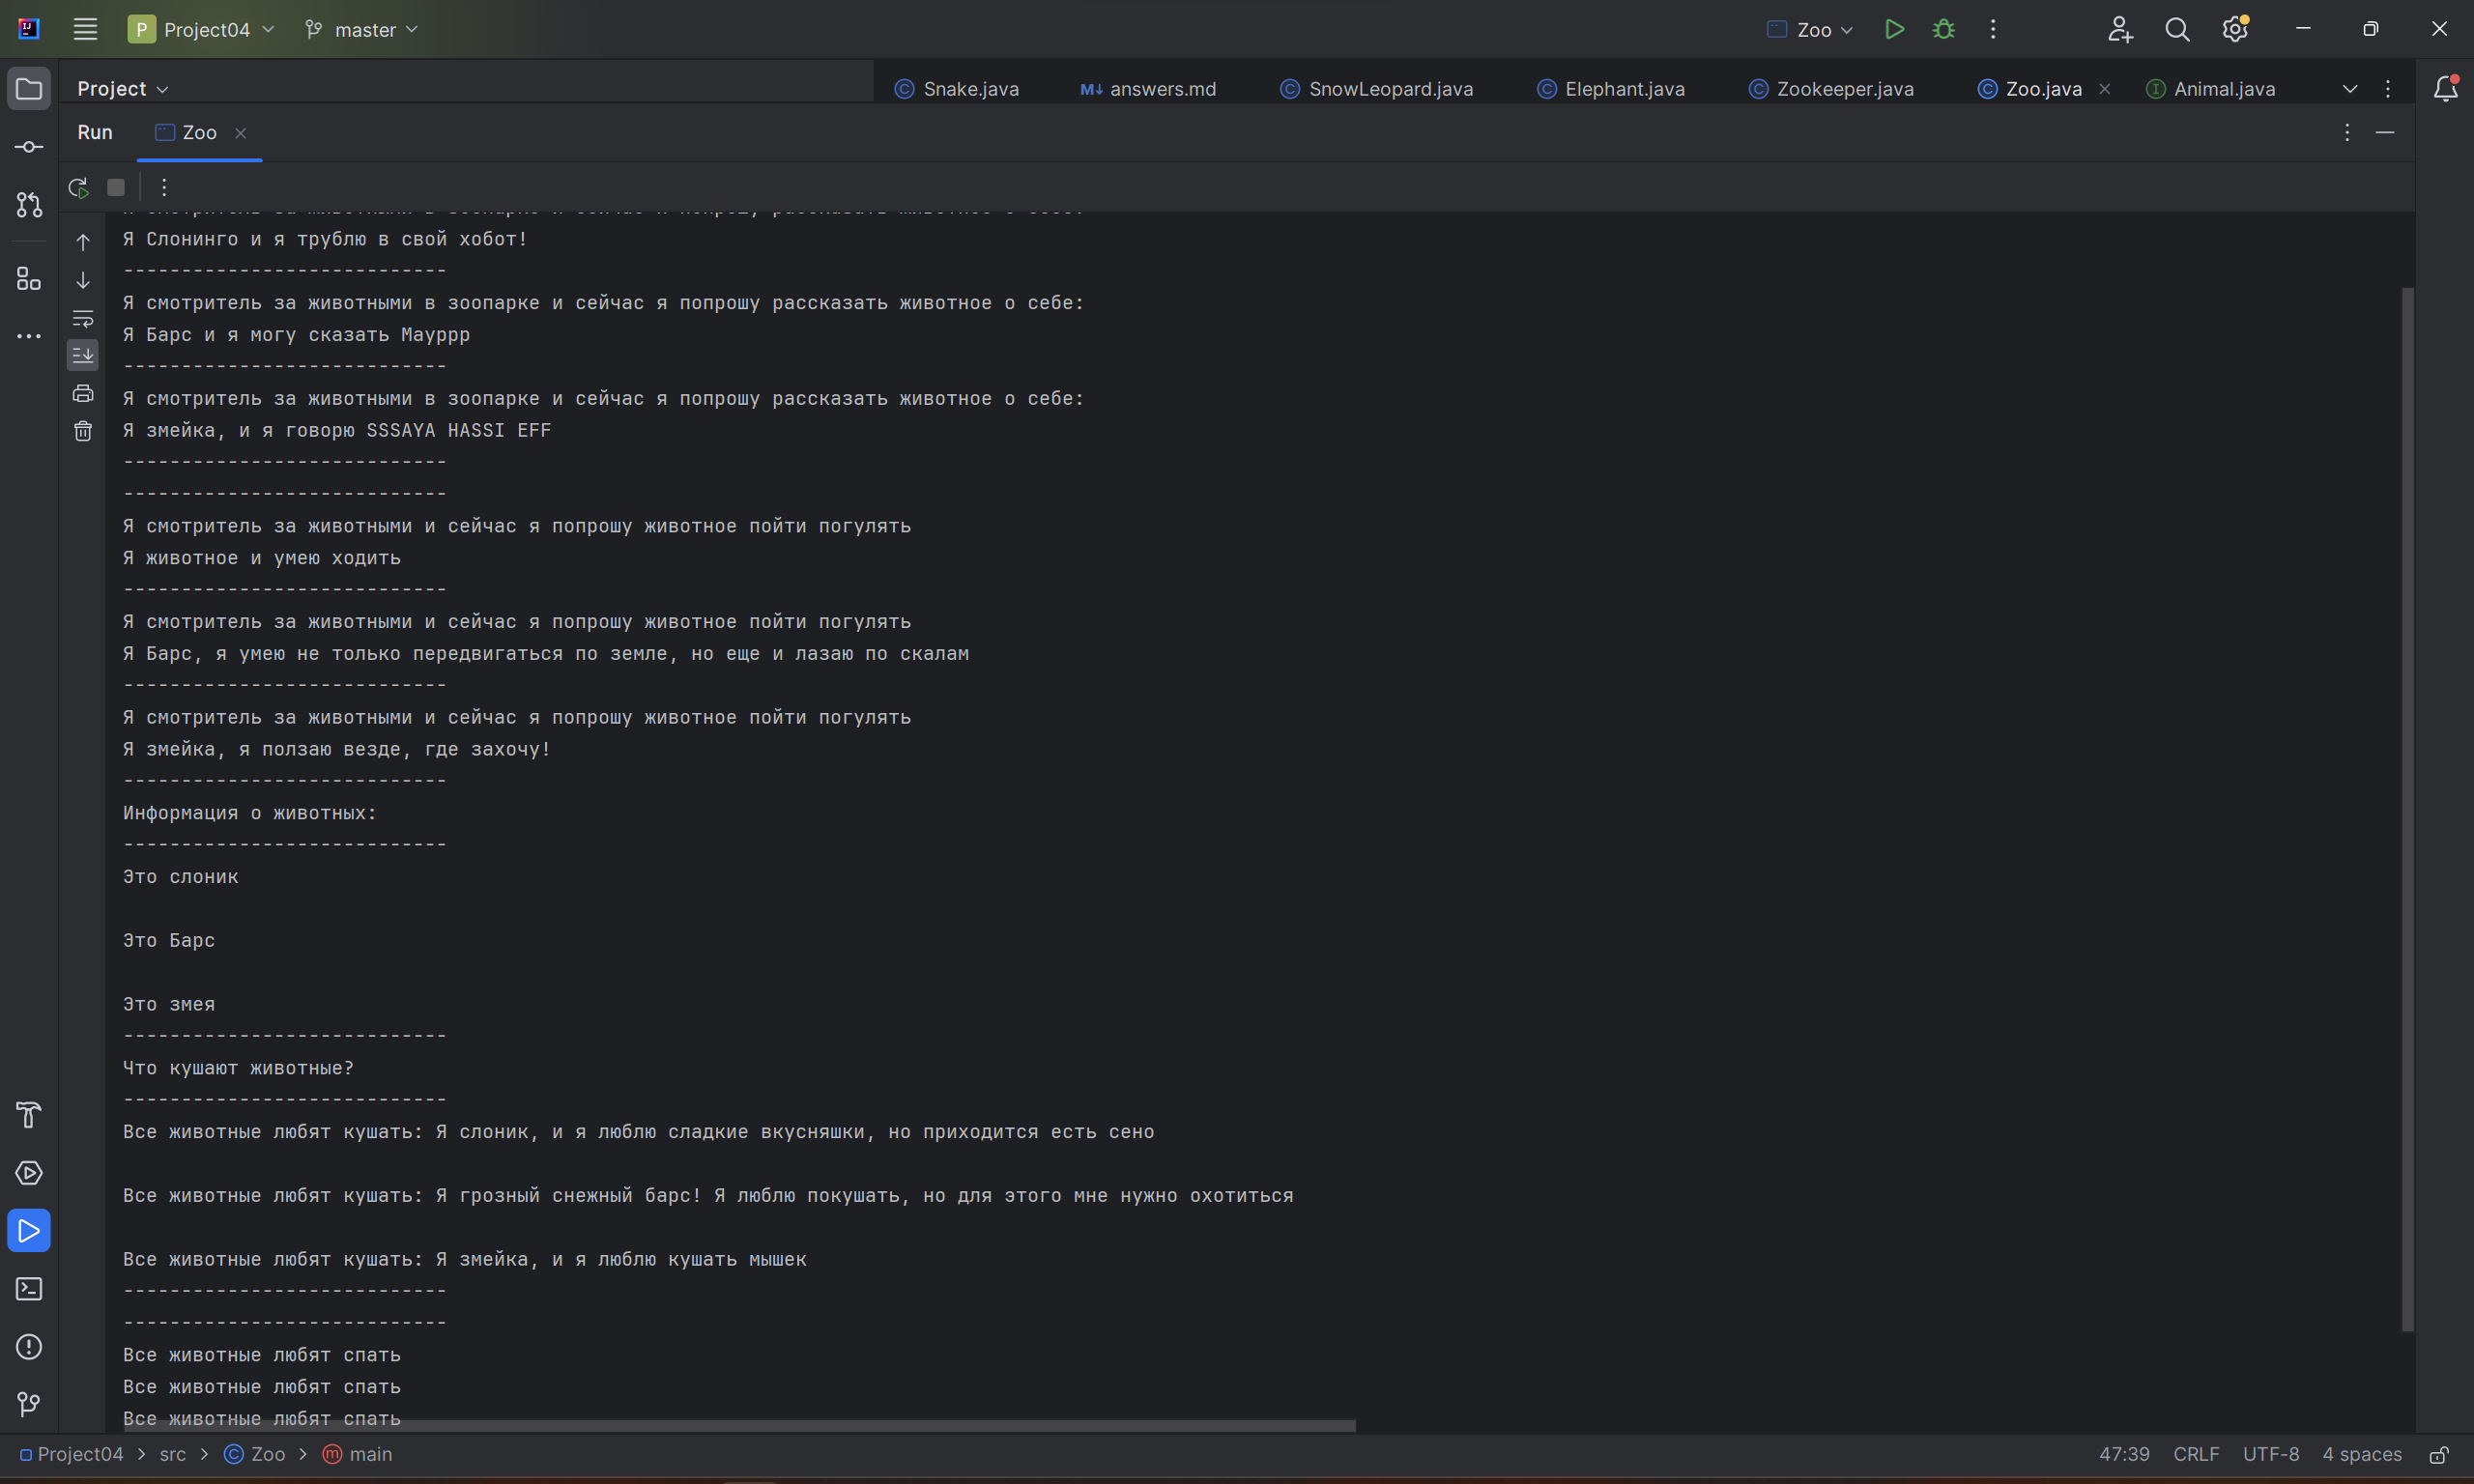 P Project04 master Zoo
Project Snake.java M↓ answers.md SnowLeopard.java Elephant.java Zookeeper.java Zoo.java Animal.java
Run Zoo
Я Слонинго и я трублю в свой хобот!
----------------------------
Я смотритель за животными в зоопарке и сейчас я попрошу рассказать животное о себе:
Я Барс и я могу сказать Мауррр
----------------------------
Я смотритель за животными в зоопарке и сейчас я попрошу рассказать животное о себе:
Я змейка, и я говорю SSSAYA HASSI EFF
----------------------------
----------------------------
Я смотритель за животными и сейчас я попрошу животное пойти погулять
Я животное и умею ходить
----------------------------
Я смотритель за животными и сейчас я попрошу животное пойти погулять
Я Барс, я умею не только передвигаться по земле, но еще и лазаю по скалам
----------------------------
Я смотритель за животными и сейчас я попрошу животное пойти погулять
Я змейка, я ползаю везде, где захочу!
----------------------------
Информация о животных:
----------------------------
Это слоник
Это Барс
Это змея
----------------------------
Что кушают животные?
----------------------------
Все животные любят кушать: Я слоник, и я люблю сладкие вкусняшки, но приходится есть сено
Все животные любят кушать: Я грозный снежный барс! Я люблю покушать, но для этого мне нужно охотиться
Все животные любят кушать: Я змейка, и я люблю кушать мышек
----------------------------
----------------------------
Все животные любят спать
Все животные любят спать
Все животные любят спать
Project04 > src > Zoo > main 47:39 CRLF UTF-8 4 spaces